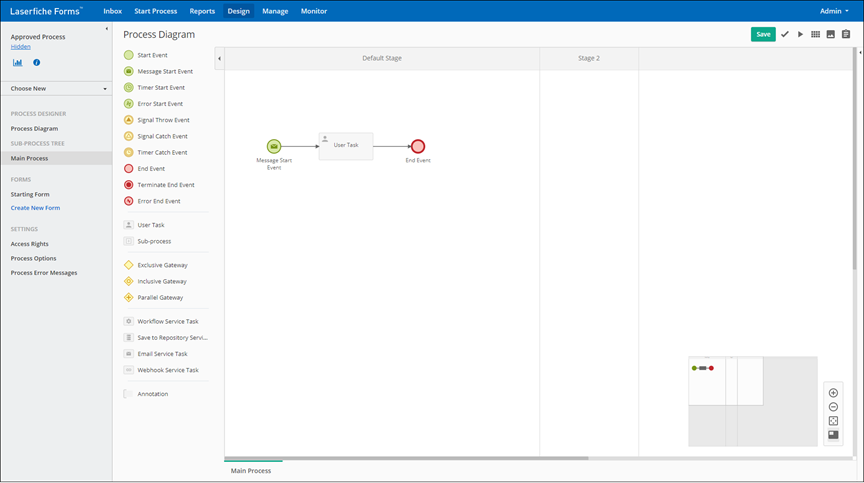 Laserfiche Forms™ Inbox Start Process Reports Design Manage Monitor Admin
Approved Process
Hidden
Choose New
PROCESS DESIGNER
Process Diagram
SUB-PROCESS TREE
Main Process
FORMS
Starting Form
Create New Form
SETTINGS
Access Rights
Process Options
Process Error Messages
Process Diagram
Save
Start Event
Message Start Event
Timer Start Event
Error Start Event
Signal Throw Event
Signal Catch Event
Timer Catch Event
End Event
Terminate End Event
Error End Event
User Task
Sub-process
Exclusive Gateway
Inclusive Gateway
Parallel Gateway
Workflow Service Task
Save to Repository Servi...
Email Service Task
Webhook Service Task
Annotation
Default Stage
Stage 2
Message Start
Event
User Task
End Event
Main Process